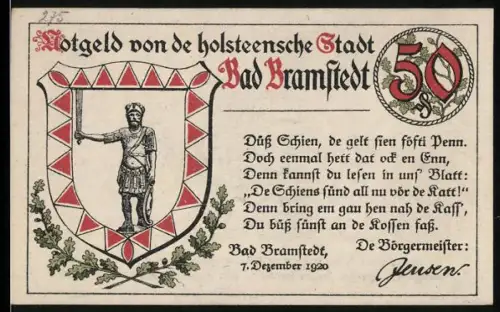 275
Notgeld von de holsteensche Stadt
Bad Bramstedt
50
₰
Düß Schien, de gelt sien föfti Penn.
Doch eenmal hett dat ock en Enn,
Denn kannst du lesen in uns' Blatt:
„De Schiens sünd all nu vör de Katt!“
Denn bring em gau hen nah de Kass',
Du büß sünst an de Kossen faß.
Bad Bramstedt,
7. Dezember 1920
De Börgermeister:
Jensen.